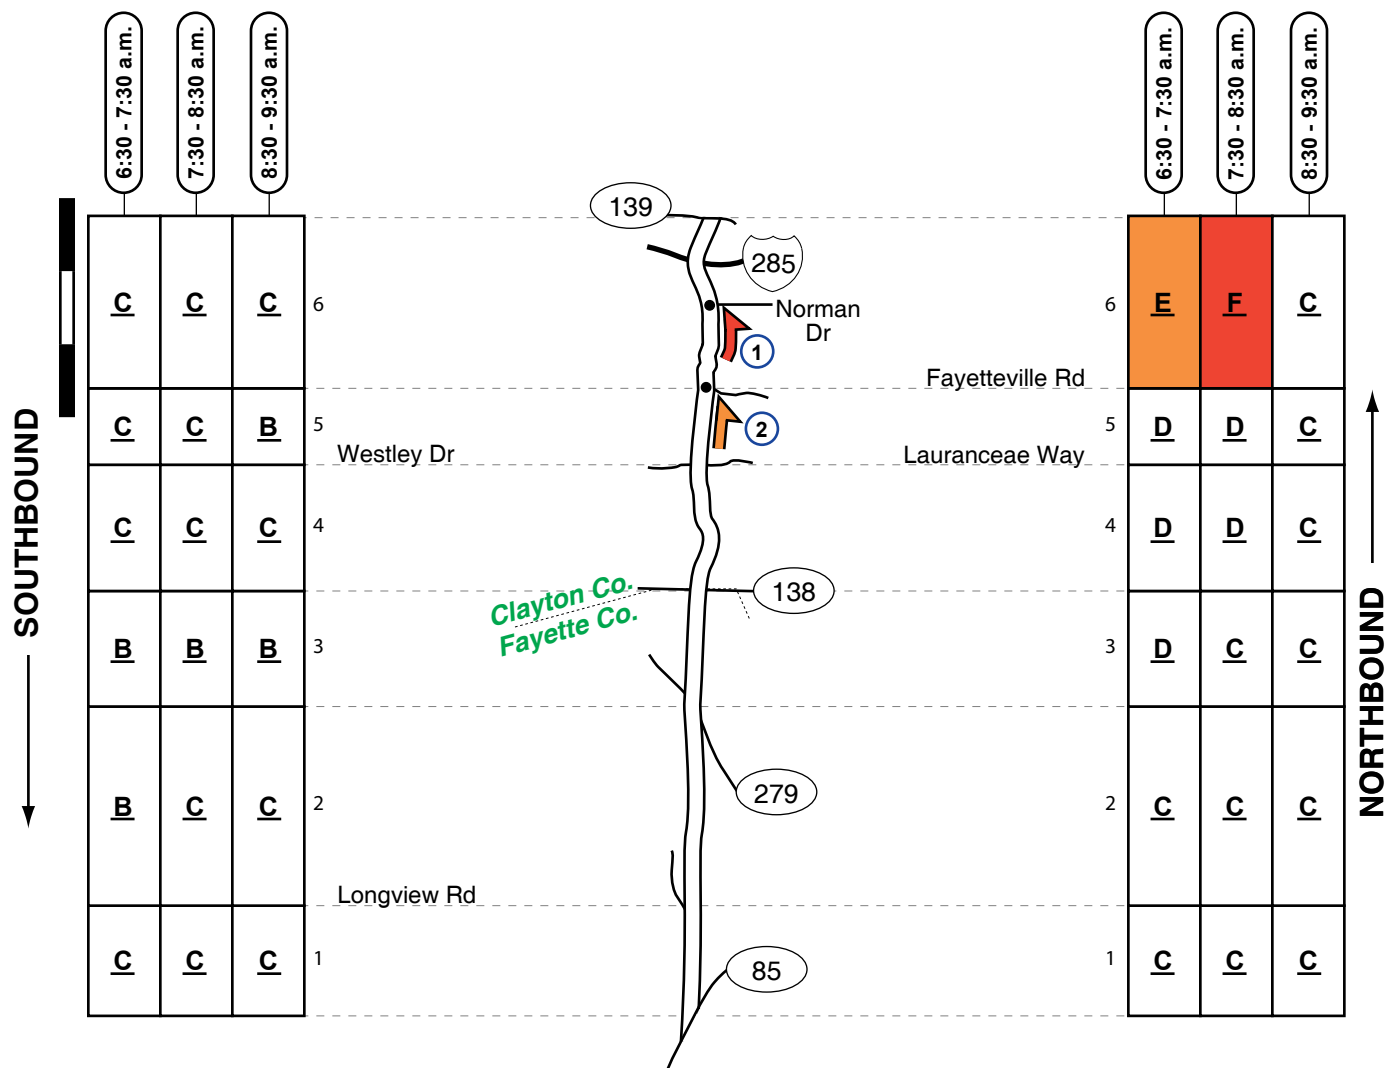 6:30 - 7:30 a.m.
7:30 - 8:30 a.m.
8:30 - 9:30 a.m.
6:30 - 7:30 a.m.
7:30 - 8:30 a.m.
8:30 - 9:30 a.m.
139
285
C C C 6
Norman
Dr
6 E F C
1
Fayetteville Rd
C C B 5
2
5 D D C
Westley Dr
Lauranceae Way
C C C 4
4 D D C
SOUTHBOUND
Clayton Co.
Fayette Co.
138
B B B 3
3 D C C
NORTHBOUND
279
B C C 2
2 C C C
Longview Rd
C C C 1
85
1 C C C